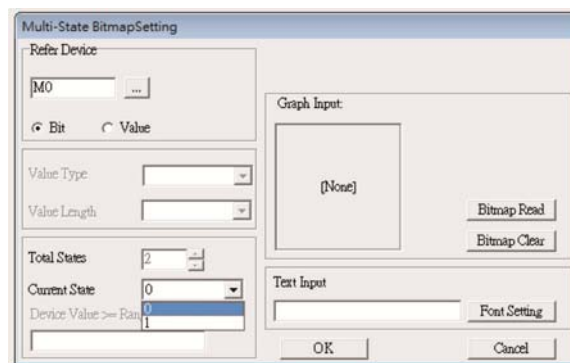 Multi-State BitmapSetting
Refer Device
M0
...
Bit
Value
Value Type
Value Length
Total States
2
Current State
0
0
1
Device Value >= Ran
Graph Input:
[None]
Bitmap Read
Bitmap Clear
Text Input
Font Setting
OK
Cancel